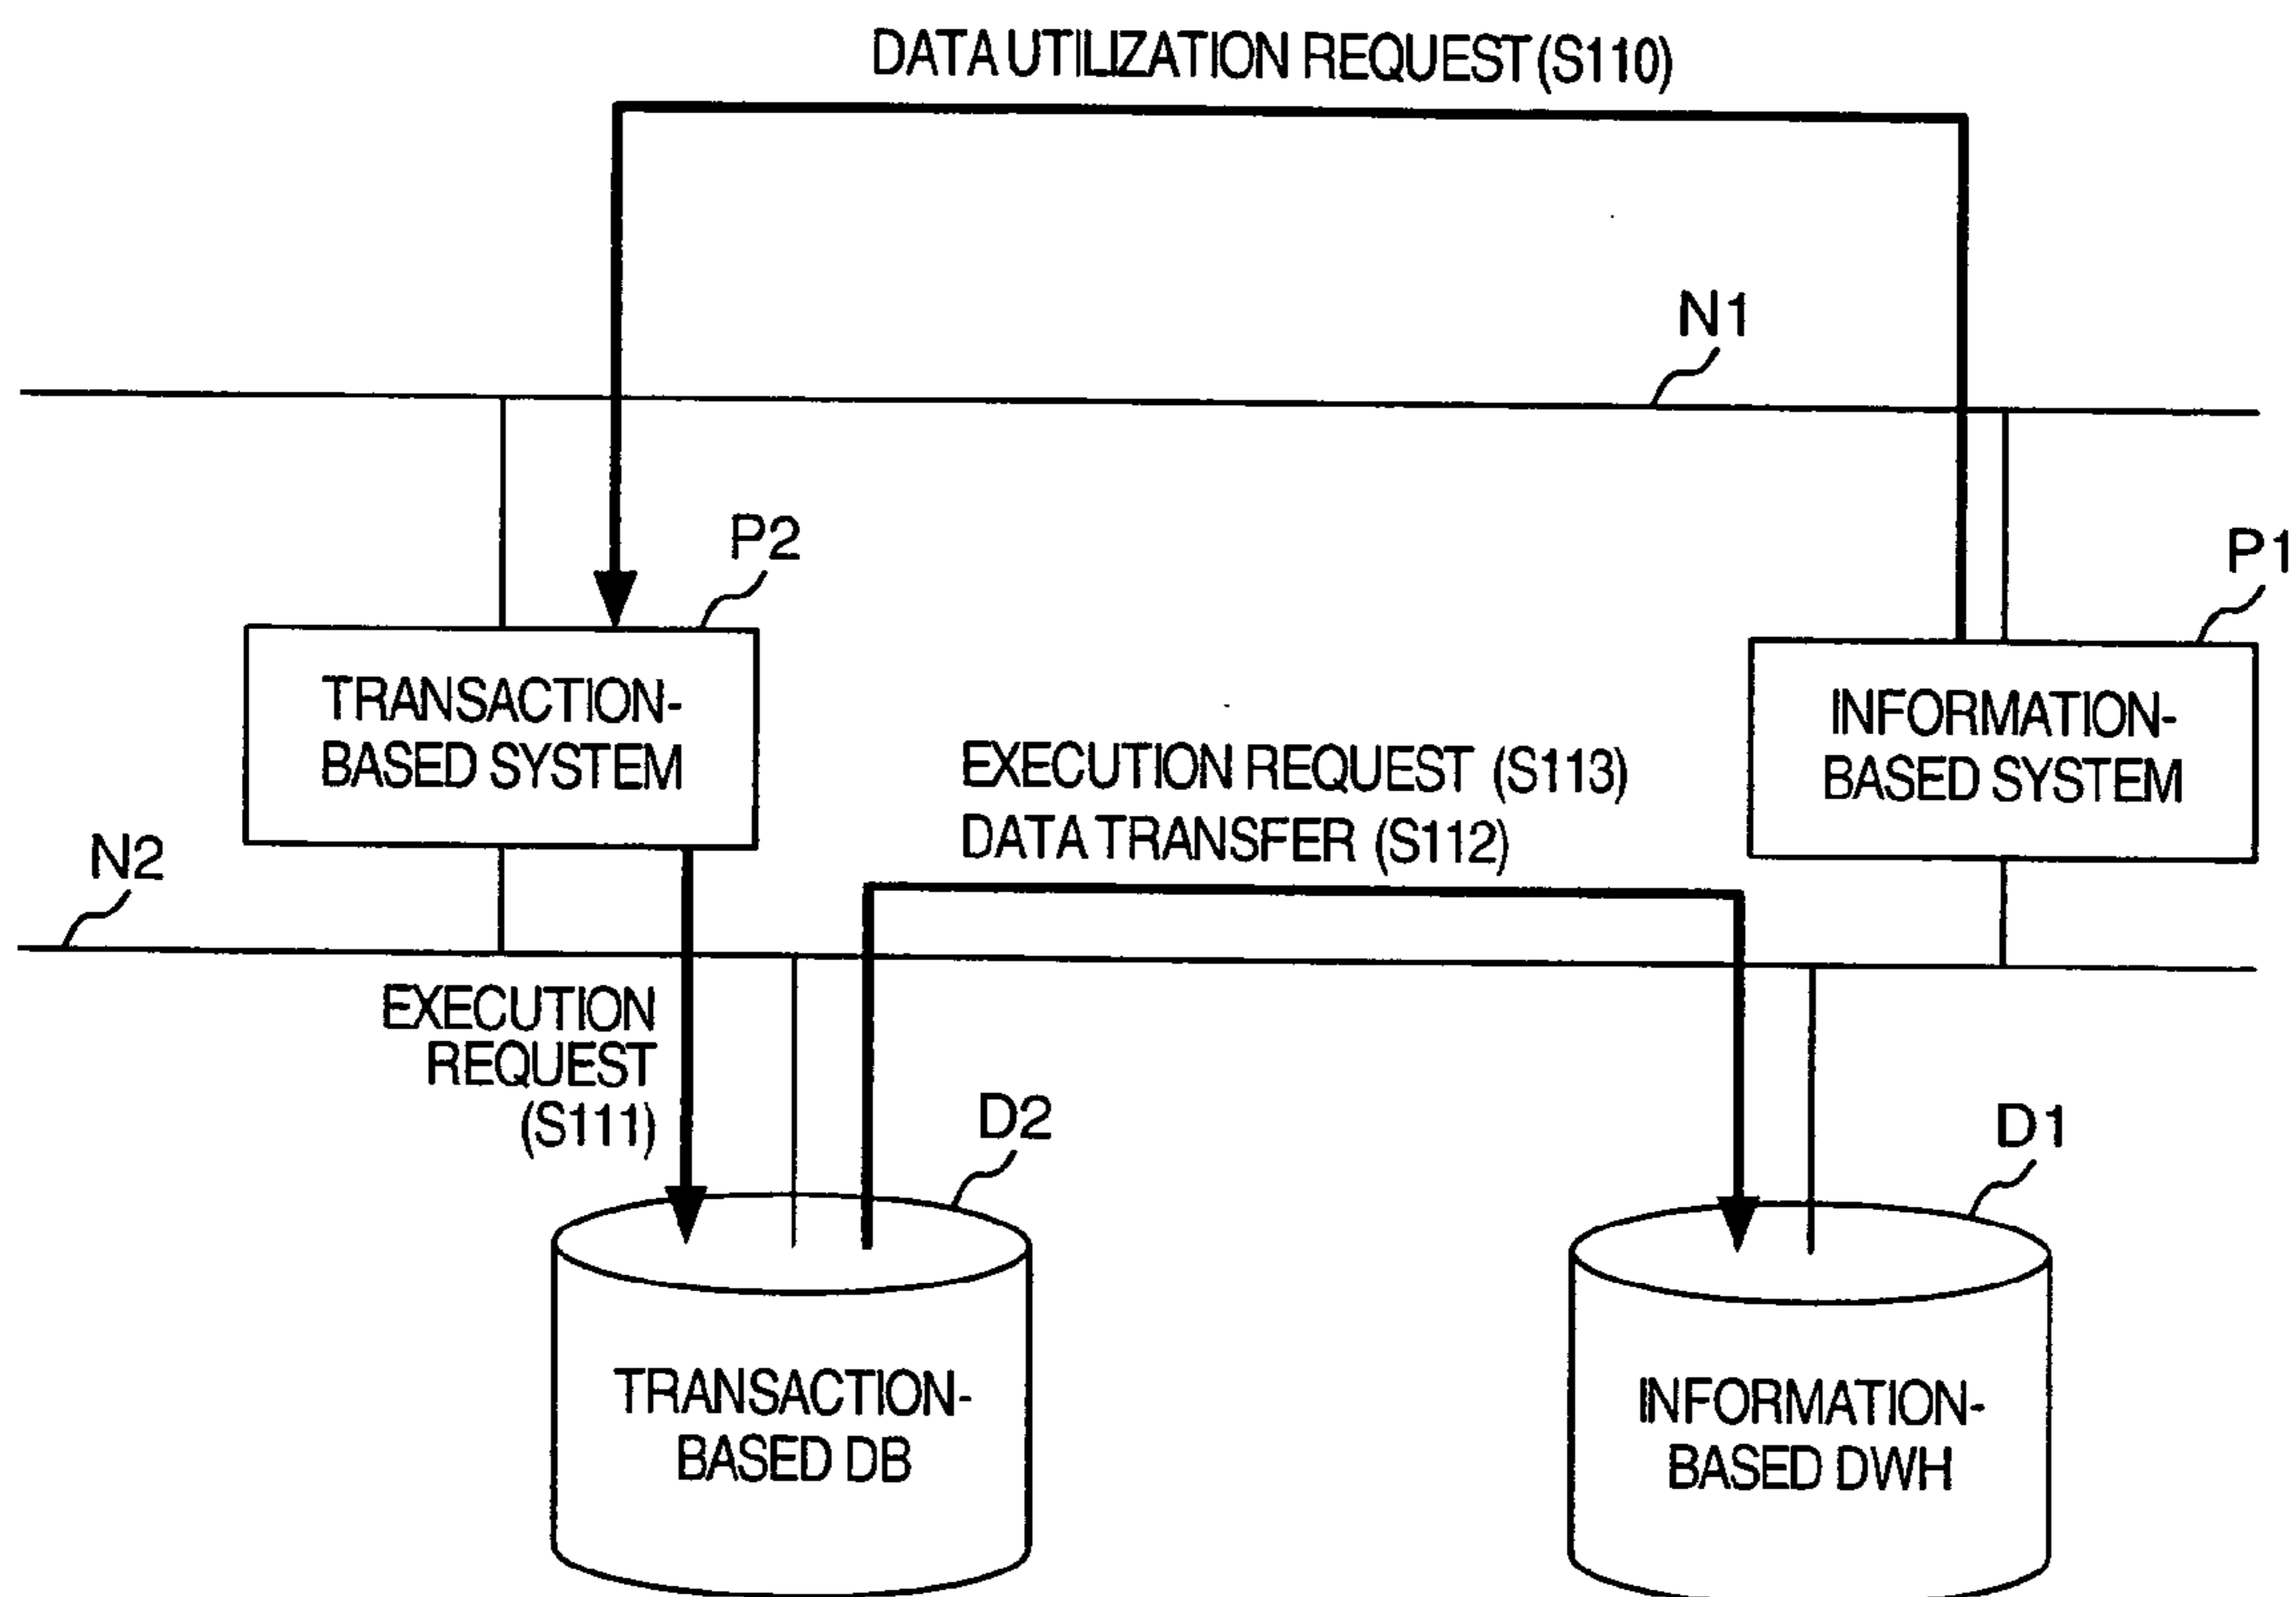 DATA UTILIZATION REQUEST (S110)
N1
P2
P1
TRANSACTION-
BASED SYSTEM
INFORMATION-
BASED SYSTEM
EXECUTION REQUEST (S113)
DATA TRANSFER (S112)
N2
EXECUTION
REQUEST
(S111)
D2
D1
TRANSACTION-
BASED DB
INFORMATION-
BASED DWH